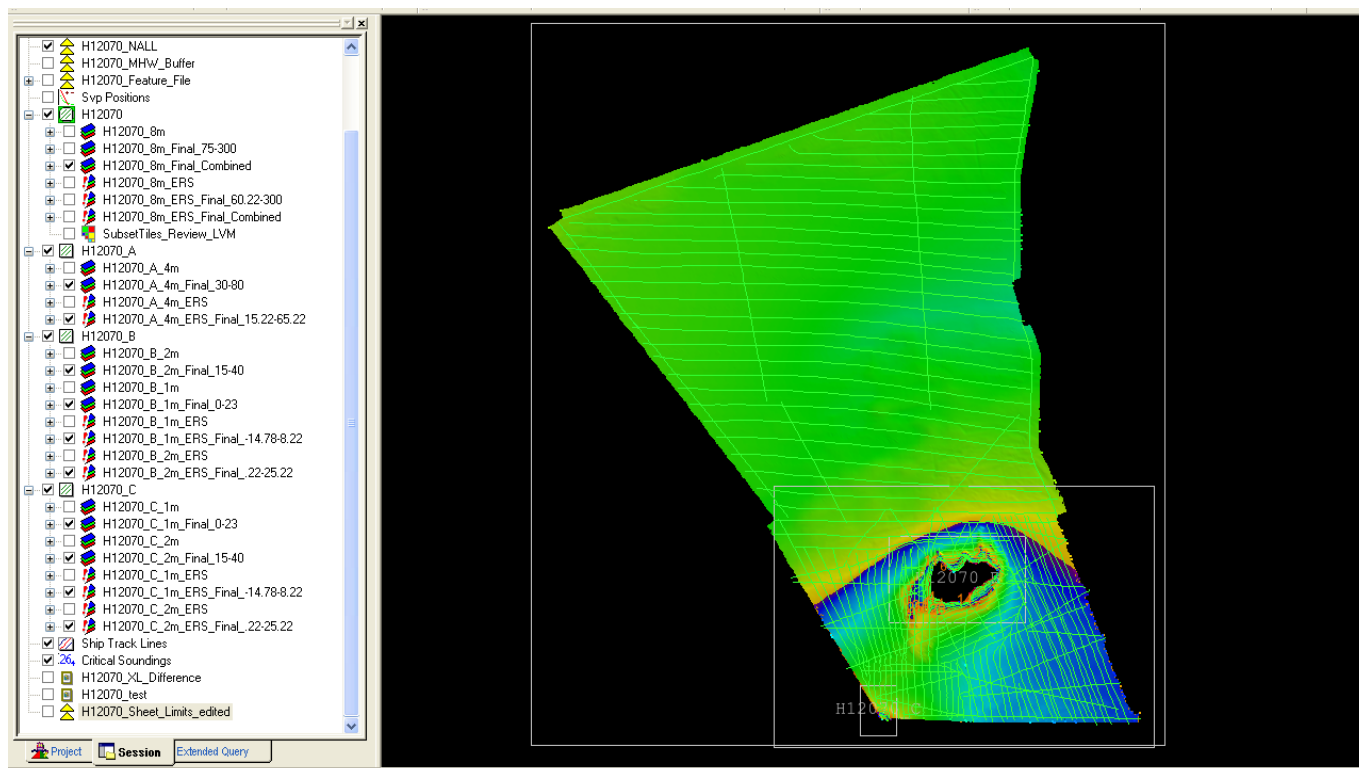 H12070_NALL
H12070_MHW_Buffer
H12070_Feature_File
Svp Positions
H12070
H12070_8m
H12070_8m_Final_75-300
H12070_8m_Final_Combined
H12070_8m_ERS
H12070_8m_ERS_Final_60.22-300
H12070_8m_ERS_Final_Combined
SubsetTiles_Review_LVM
H12070_A
H12070_A_4m
H12070_A_4m_Final_30-80
H12070_A_4m_ERS
H12070_A_4m_ERS_Final_15.22-65.22
H12070_B
H12070_B_2m
H12070_B_2m_Final_15-40
H12070_B_1m
H12070_B_1m_Final_0-23
H12070_B_1m_ERS
H12070_B_1m_ERS_Final_-14.78-8.22
H12070_B_2m_ERS
H12070_B_2m_ERS_Final_.22-25.22
H12070_C
H12070_C_1m
H12070_C_1m_Final_0-23
H12070_C_2m
H12070_C_2m_Final_15-40
H12070_C_1m_ERS
H12070_C_1m_ERS_Final_-14.78-8.22
H12070_C_2m_ERS
H12070_C_2m_ERS_Final_.22-25.22
Ship Track Lines
Critical Soundings
H12070_XL_Difference
H12070_test
H12070_Sheet_Limits_edited
Project Session Extended Query